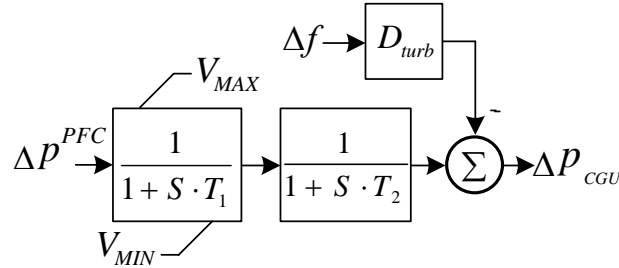 Δf D_turb
V_MAX
-
Δp^PFC 1 / (1 + S · T_1) 1 / (1 + S · T_2) Σ Δp_CGU
V_MIN